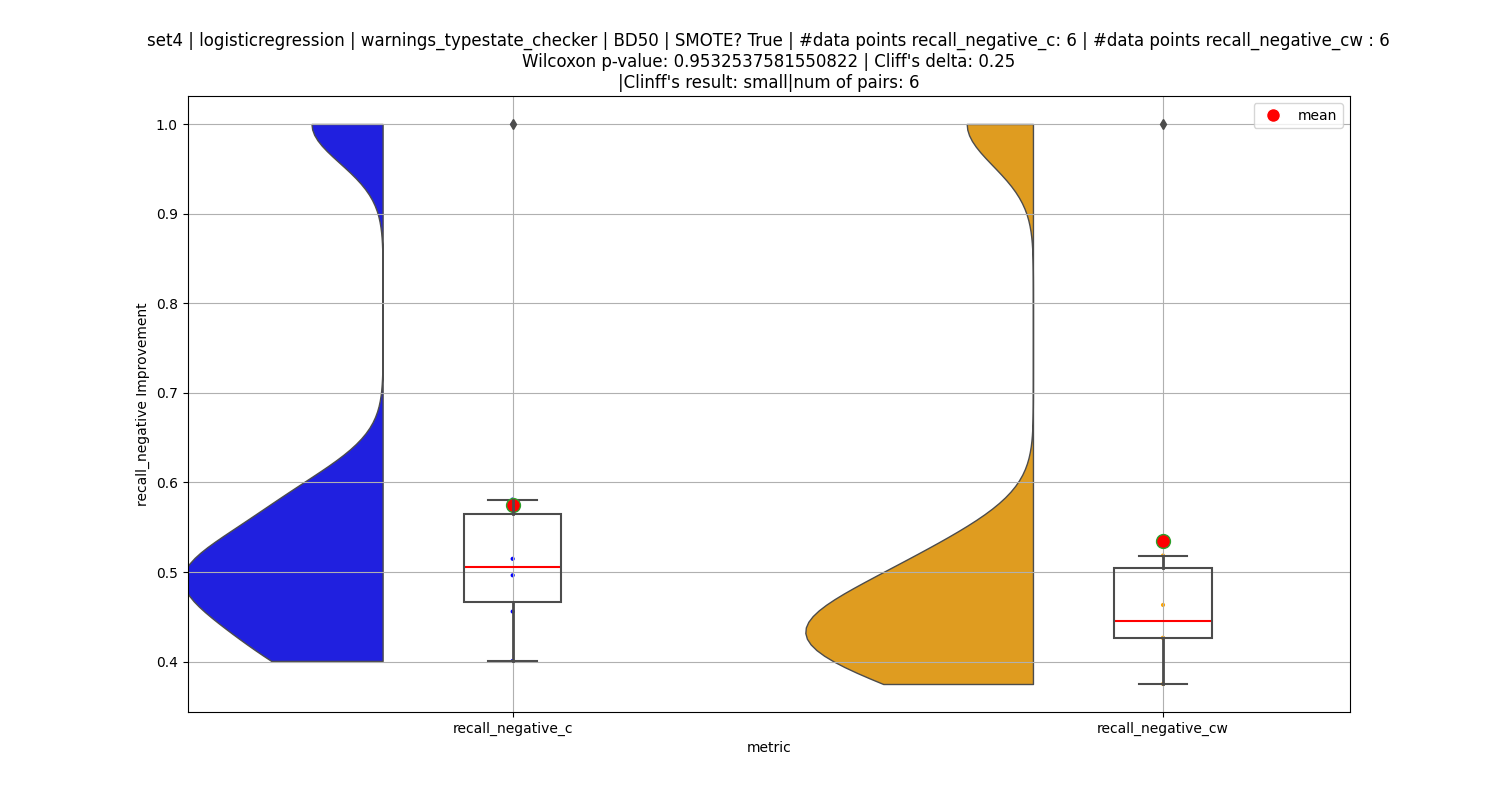 set4 | logisticregression | warnings_typestate_checker | BD50 | SMOTE? True | #data points recall_negative_c: 6 | #data points recall_negative_cw : 6
Wilcoxon p-value: 0.9532537581550822 | Cliff's delta: 0.25
|Clinff's result: small|num of pairs: 6
mean
1.0
0.9
0.8
0.7
0.6
0.5
0.4
recall_negative Improvement
recall_negative_c
recall_negative_cw
metric